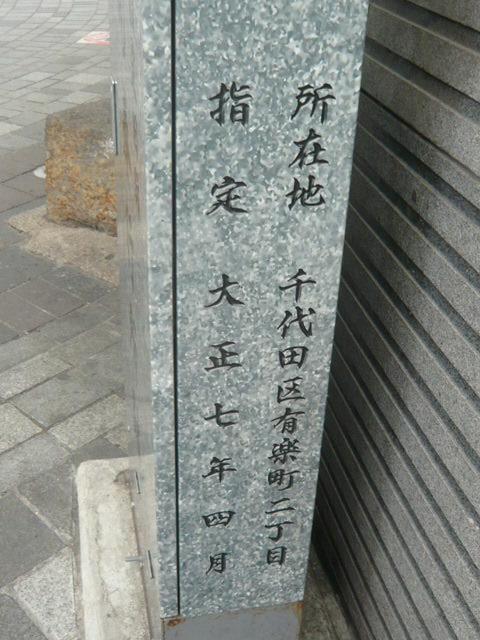 所在地 千代田区有楽町二丁目
指定 大正七年四月